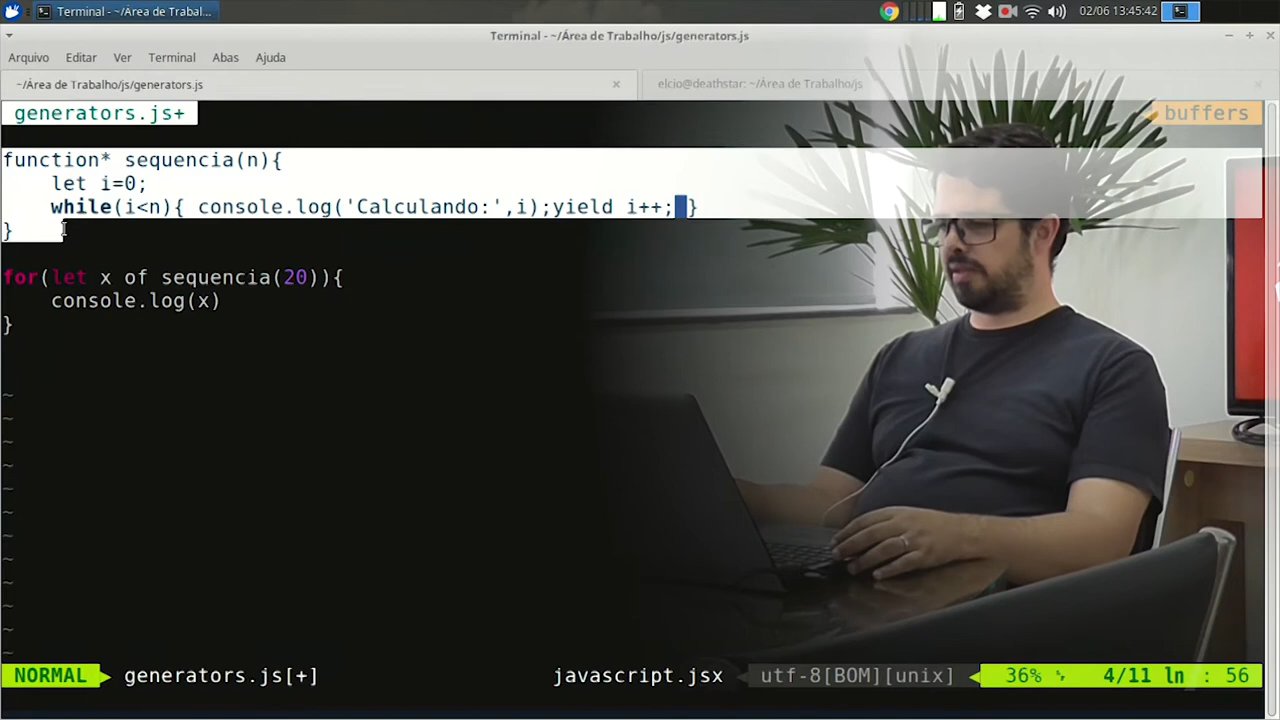 Terminal - ~/Área de Trabal...
02/06 13:45:42
Terminal - ~/Área de Trabalho/js/generators.js
Arquivo Editar Ver Terminal Abas Ajuda
~/Área de Trabalho/js/generators.js
elcio@deathstar: ~/Área de Trabalho/js
generators.js+
buffers
function* sequencia(n){
let i=0;
while(i<n){ console.log('Calculando:',i);yield i++; }
}
for(let x of sequencia(20)){
console.log(x)
}
~
~
~
~
~
~
~
~
~
~
~
~
NORMAL generators.js[+] javascript.jsx utf-8[BOM][unix] 36% 4/11 ln : 56